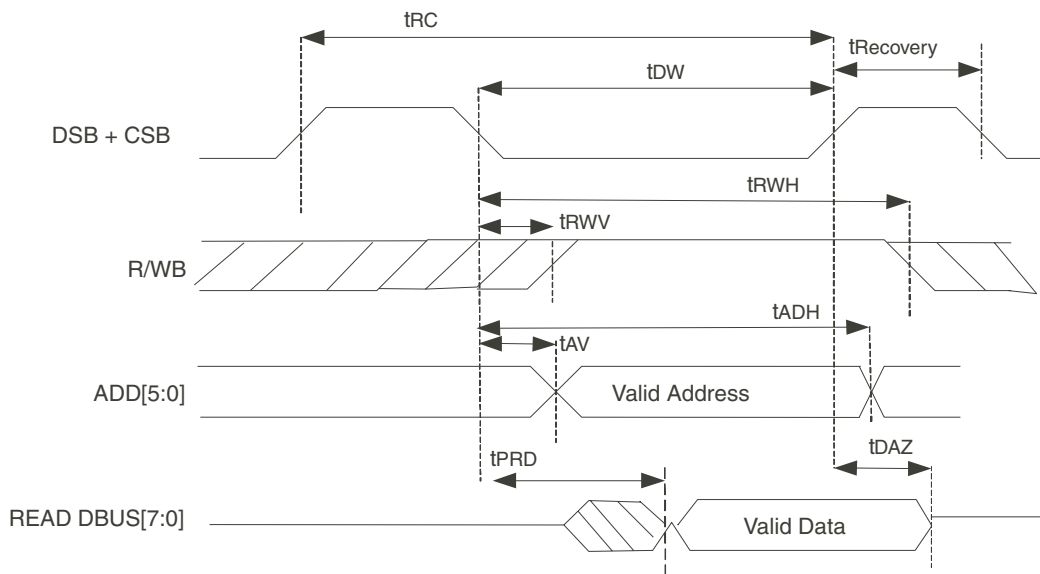 tRC
tRecovery
tDW
DSB + CSB
tRWH
tRWV
R/WB
tADH
tAV
ADD[5:0]
Valid Address
tPRD
tDAZ
READ DBUS[7:0]
Valid Data